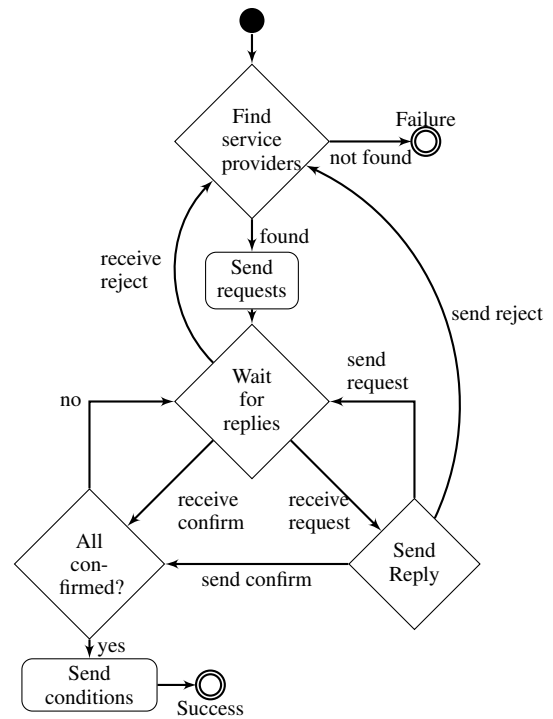 Find
service
providers
Failure
not found
found
receive
reject
Send
requests
send reject
send
request
Wait
for
replies
no
receive
confirm
receive
request
All
con-
firmed?
Send
Reply
send confirm
yes
Send
conditions
Success